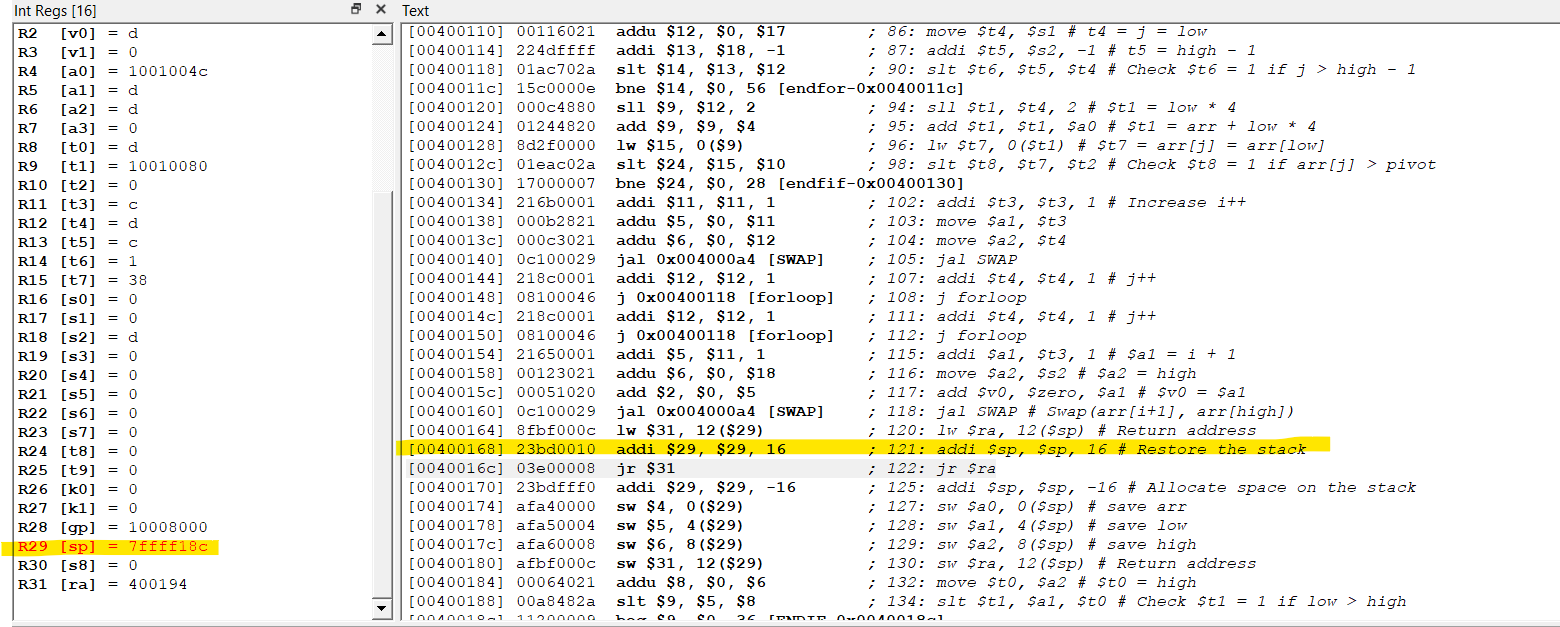 Int Regs [16]
R2 [v0] = d
R3 [v1] = 0
R4 [a0] = 1001004c
R5 [a1] = d
R6 [a2] = d
R7 [a3] = 0
R8 [t0] = d
R9 [t1] = 10010080
R10 [t2] = 0
R11 [t3] = c
R12 [t4] = d
R13 [t5] = c
R14 [t6] = 1
R15 [t7] = 38
R16 [s0] = 0
R17 [s1] = 0
R18 [s2] = d
R19 [s3] = 0
R20 [s4] = 0
R21 [s5] = 0
R22 [s6] = 0
R23 [s7] = 0
R24 [t8] = 0
R25 [t9] = 0
R26 [k0] = 0
R27 [k1] = 0
R28 [gp] = 10008000
R29 [sp] = 7ffff18c
R30 [s8] = 0
R31 [ra] = 400194
Text
[00400110] 00116021 addu $12, $0, $17 ; 86: move $t4, $s1 # t4 = j = low
[00400114] 224dffff addi $13, $18, -1 ; 87: addi $t5, $s2, -1 # t5 = high - 1
[00400118] 01ac702a slt $14, $13, $12 ; 90: slt $t6, $t5, $t4 # Check $t6 = 1 if j > high - 1
[0040011c] 15c0000e bne $14, $0, 56 [endfor-0x0040011c]
[00400120] 000c4880 sll $9, $12, 2 ; 94: sll $t1, $t4, 2 # $t1 = low * 4
[00400124] 01244820 add $9, $9, $4 ; 95: add $t1, $t1, $a0 # $t1 = arr + low * 4
[00400128] 8d2f0000 lw $15, 0($9) ; 96: lw $t7, 0($t1) # $t7 = arr[j] = arr[low]
[0040012c] 01eac02a slt $24, $15, $10 ; 98: slt $t8, $t7, $t2 # Check $t8 = 1 if arr[j] > pivot
[00400130] 17000007 bne $24, $0, 28 [endfif-0x00400130]
[00400134] 216b0001 addi $11, $11, 1 ; 102: addi $t3, $t3, 1 # Increase i++
[00400138] 000b2821 addu $5, $0, $11 ; 103: move $a1, $t3
[0040013c] 000c3021 addu $6, $0, $12 ; 104: move $a2, $t4
[00400140] 0c100029 jal 0x004000a4 [SWAP] ; 105: jal SWAP
[00400144] 218c0001 addi $12, $12, 1 ; 107: addi $t4, $t4, 1 # j++
[00400148] 08100046 j 0x00400118 [forloop] ; 108: j forloop
[0040014c] 218c0001 addi $12, $12, 1 ; 111: addi $t4, $t4, 1 # j++
[00400150] 08100046 j 0x00400118 [forloop] ; 112: j forloop
[00400154] 21650001 addi $5, $11, 1 ; 115: addi $a1, $t3, 1 # $a1 = i + 1
[00400158] 00123021 addu $6, $0, $18 ; 116: move $a2, $s2 # $a2 = high
[0040015c] 00051020 add $2, $0, $5 ; 117: add $v0, $zero, $a1 # $v0 = $a1
[00400160] 0c100029 jal 0x004000a4 [SWAP] ; 118: jal SWAP # Swap(arr[i+1], arr[high])
[00400164] 8fbf000c lw $31, 12($29) ; 120: lw $ra, 12($sp) # Return address
[00400168] 23bd0010 addi $29, $29, 16 ; 121: addi $sp, $sp, 16 # Restore the stack
[0040016c] 03e00008 jr $31 ; 122: jr $ra
[00400170] 23bdfff0 addi $29, $29, -16 ; 125: addi $sp, $sp, -16 # Allocate space on the stack
[00400174] afa40000 sw $4, 0($29) ; 127: sw $a0, 0($sp) # save arr
[00400178] afa50004 sw $5, 4($29) ; 128: sw $a1, 4($sp) # save low
[0040017c] afa60008 sw $6, 8($29) ; 129: sw $a2, 8($sp) # save high
[00400180] afbf000c sw $31, 12($29) ; 130: sw $ra, 12($sp) # Return address
[00400184] 00064021 addu $8, $0, $6 ; 132: move $t0, $a2 # $t0 = high
[00400188] 00a8482a slt $9, $5, $8 ; 134: slt $t1, $a1, $t0 # Check $t1 = 1 if low > high